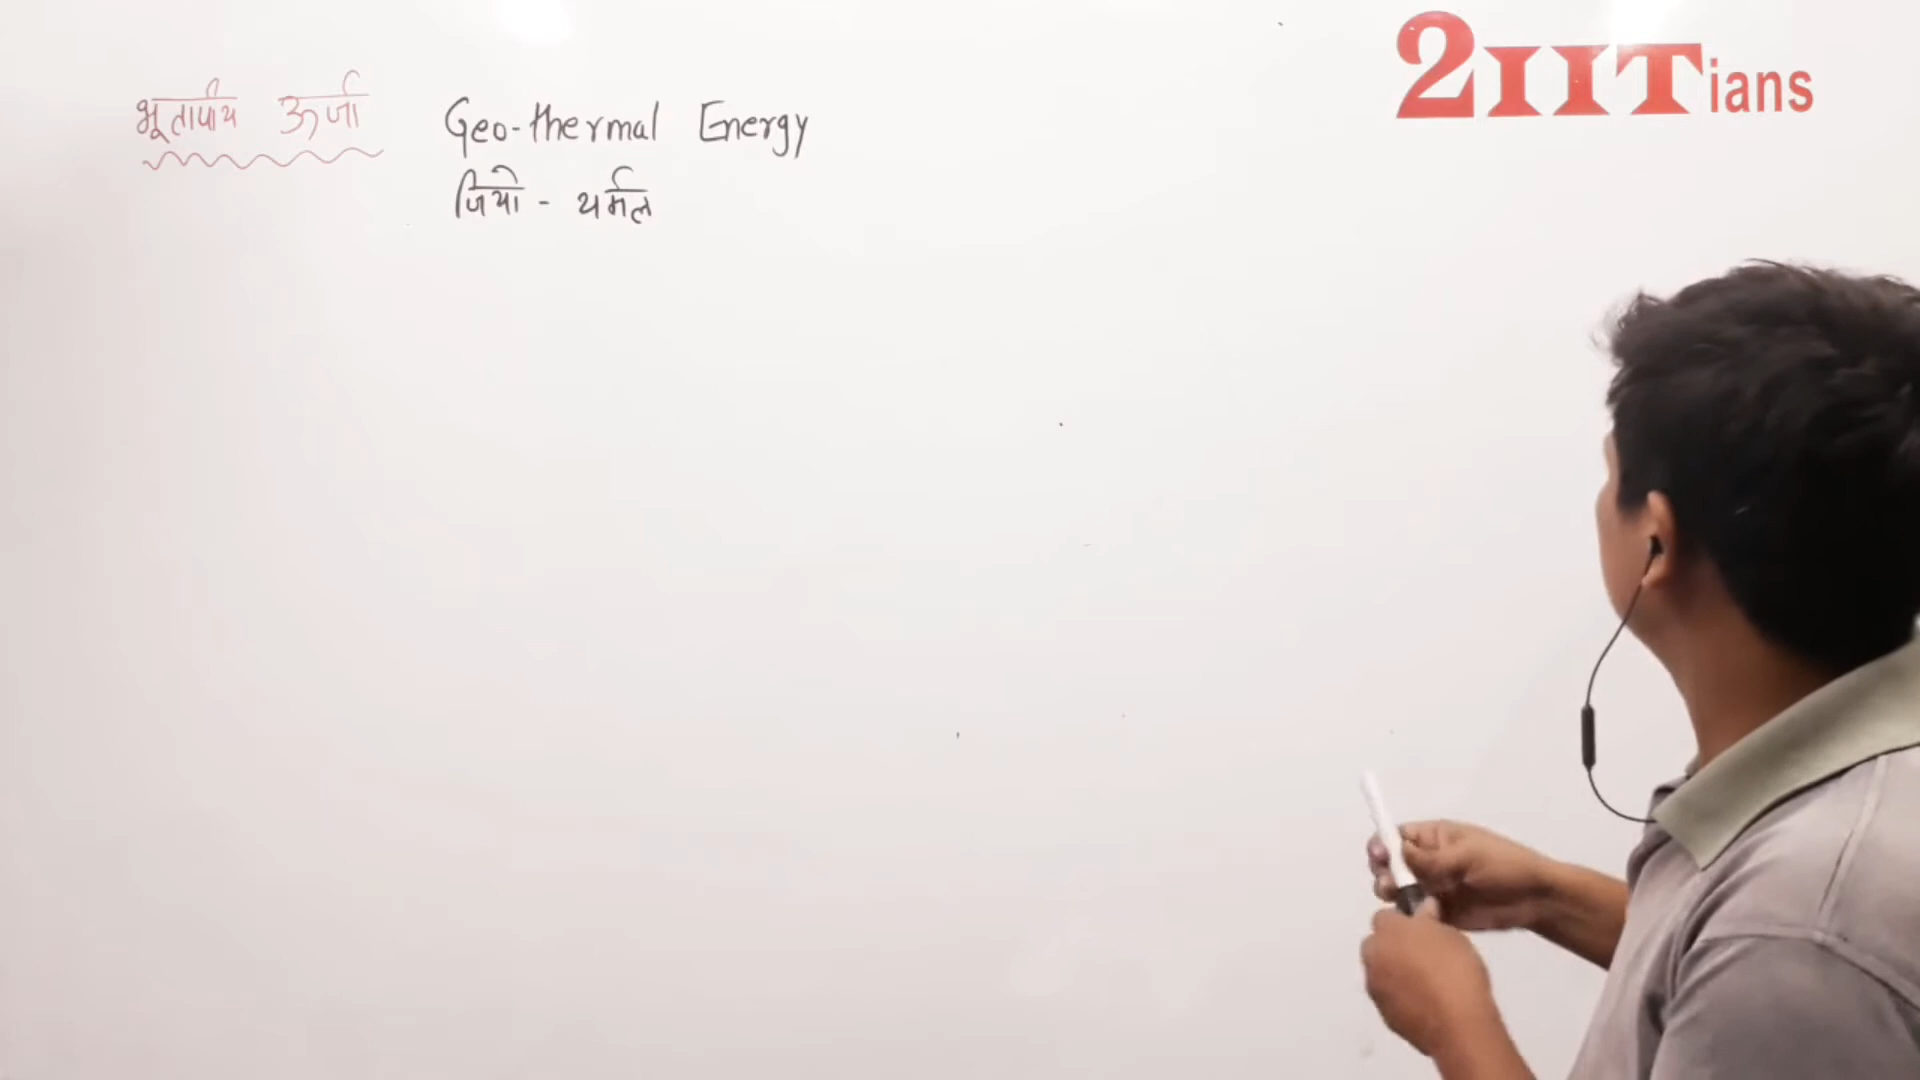 भूतापीय ऊर्जा Geo-thermal Energy
जियो - थर्मल
2IITians